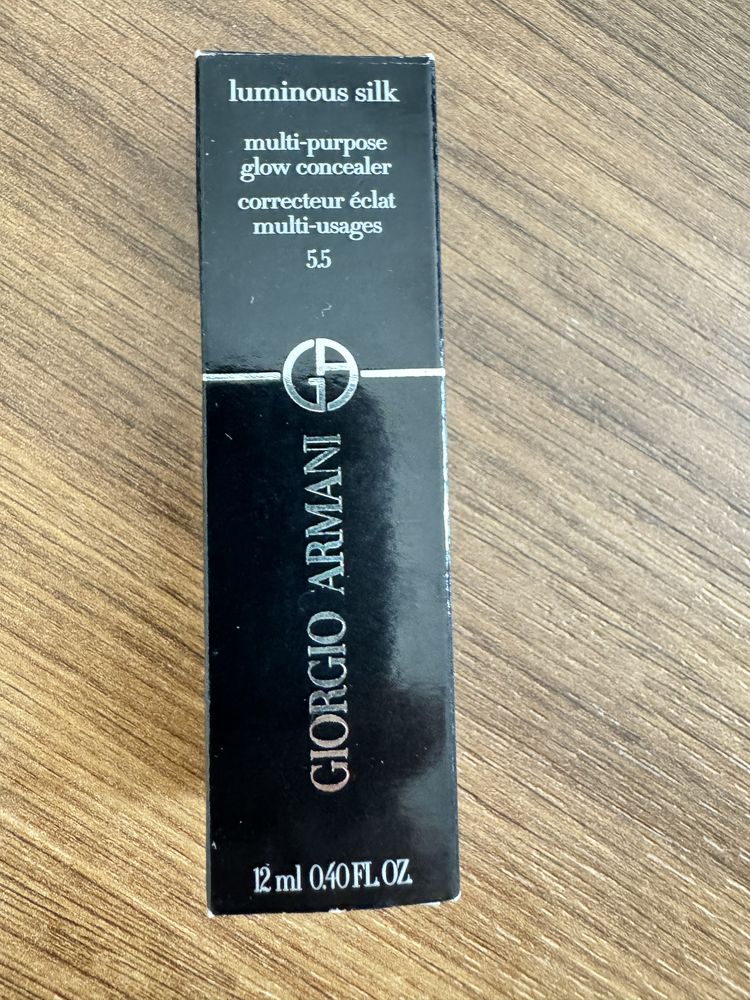 luminous silk
multi-purpose
glow concealer
correcteur éclat
multi-usages
5.5
GA
GIORGIO ARMANI
12 ml 0.40 FL OZ